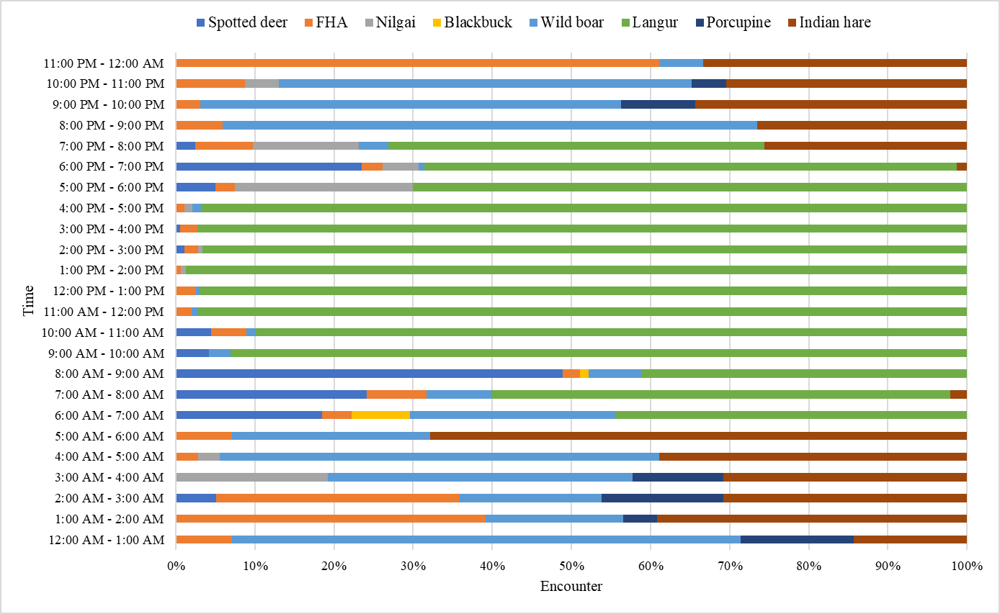 Spotted deer FHA Nilgai Blackbuck Wild boar Langur Porcupine Indian hare
11:00 PM - 12:00 AM
10:00 PM - 11:00 PM
9:00 PM - 10:00 PM
8:00 PM - 9:00 PM
7:00 PM - 8:00 PM
6:00 PM - 7:00 PM
5:00 PM - 6:00 PM
4:00 PM - 5:00 PM
3:00 PM - 4:00 PM
2:00 PM - 3:00 PM
1:00 PM - 2:00 PM
12:00 PM - 1:00 PM
11:00 AM - 12:00 PM
10:00 AM - 11:00 AM
9:00 AM - 10:00 AM
8:00 AM - 9:00 AM
7:00 AM - 8:00 AM
6:00 AM - 7:00 AM
5:00 AM - 6:00 AM
4:00 AM - 5:00 AM
3:00 AM - 4:00 AM
2:00 AM - 3:00 AM
1:00 AM - 2:00 AM
12:00 AM - 1:00 AM
Time
0% 10% 20% 30% 40% 50% 60% 70% 80% 90% 100%
Encounter